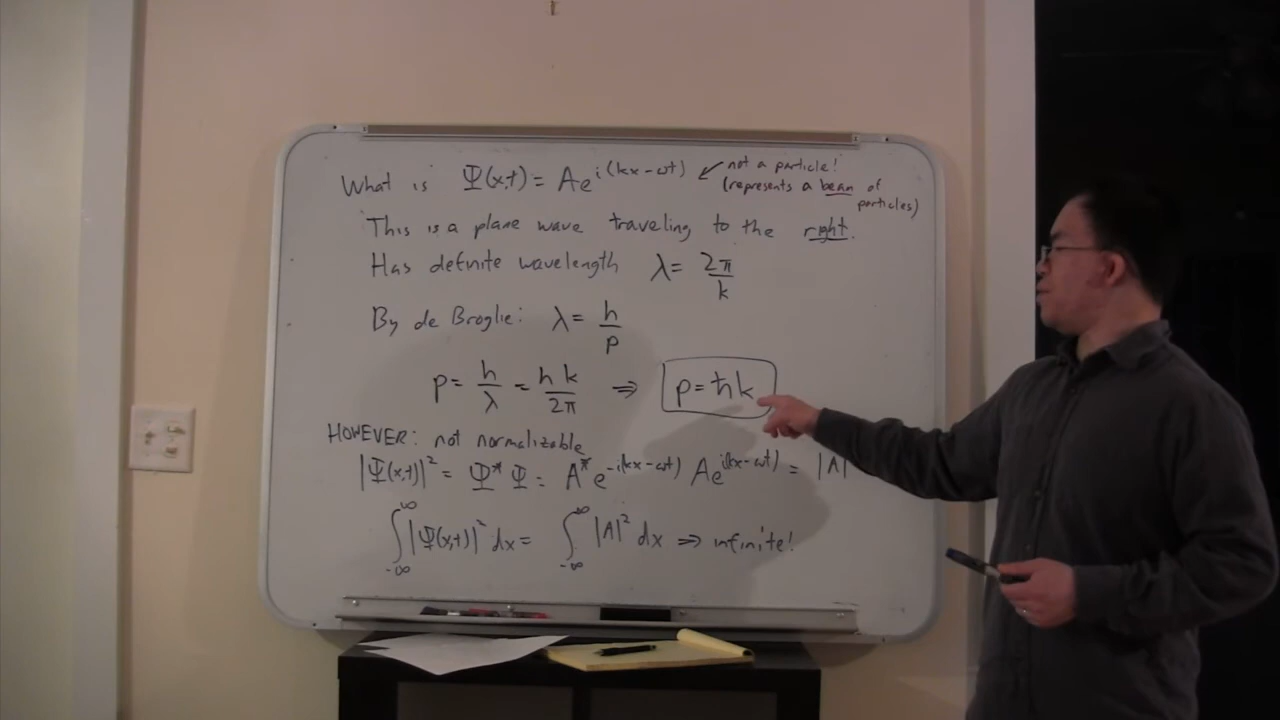 What is Ψ(x,t) = Ae^{i(kx-ωt)} ↙ not a particle!
(represents a beam of
particles)
This is a plane wave traveling to the right.
Has definite wavelength λ = 2π/k
By de Broglie: λ = h/p
p = h/λ = hk/2π ⇒ p = ħk
HOWEVER: not normalizable
|Ψ(x,t)|² = Ψ* Ψ = A* e^{-i(kx-ωt)} Ae^{i(kx-ωt)} = |A|
∫_{-∞}^{∞} |Ψ(x,t)|² dx = ∫_{-∞}^{∞} |A|² dx ⇒ infinite!